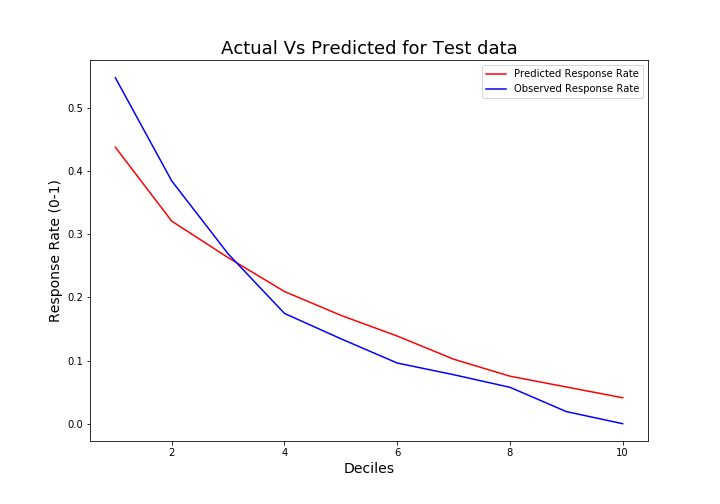 Actual Vs Predicted for Test data
Predicted Response Rate
Observed Response Rate
Response Rate (0-1)
0.5
0.4
0.3
0.2
0.1
0.0
2
4
6
8
10
Deciles